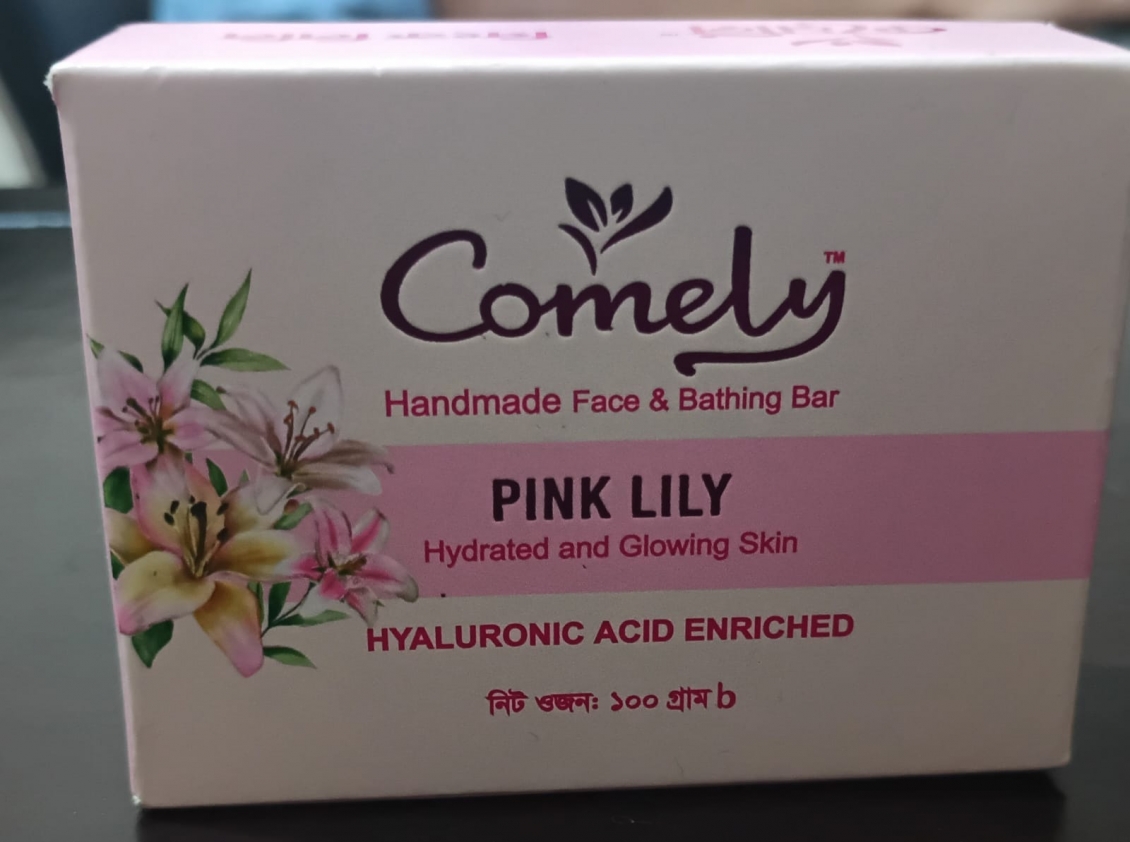 Comely™
Handmade Face & Bathing Bar
PINK LILY
Hydrated and Glowing Skin
HYALURONIC ACID ENRICHED
নিট ওজন: ১০০ গ্রাম b